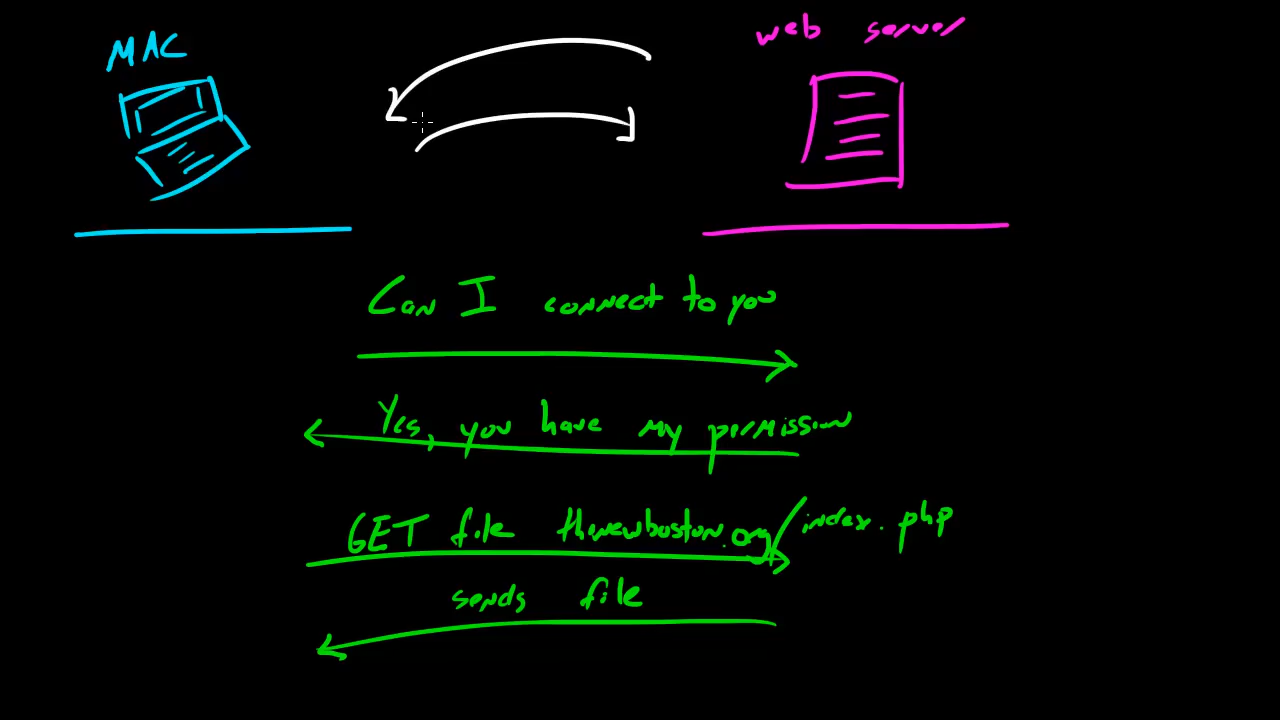 MAC
web server
Can I connect to you
Yes, you have my permission
GET file thenewboston.org/index.php
sends file